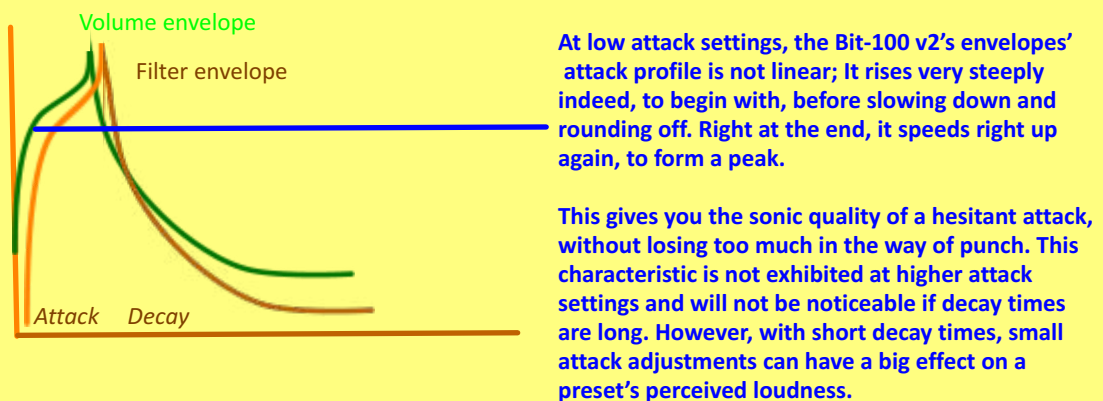 Volume envelope
Filter envelope
Attack Decay
At low attack settings, the Bit-100 v2’s envelopes’
attack profile is not linear; It rises very steeply
indeed, to begin with, before slowing down and
rounding off. Right at the end, it speeds right up
again, to form a peak.
This gives you the sonic quality of a hesitant attack,
without losing too much in the way of punch. This
characteristic is not exhibited at higher attack
settings and will not be noticeable if decay times
are long. However, with short decay times, small
attack adjustments can have a big effect on a
preset’s perceived loudness.